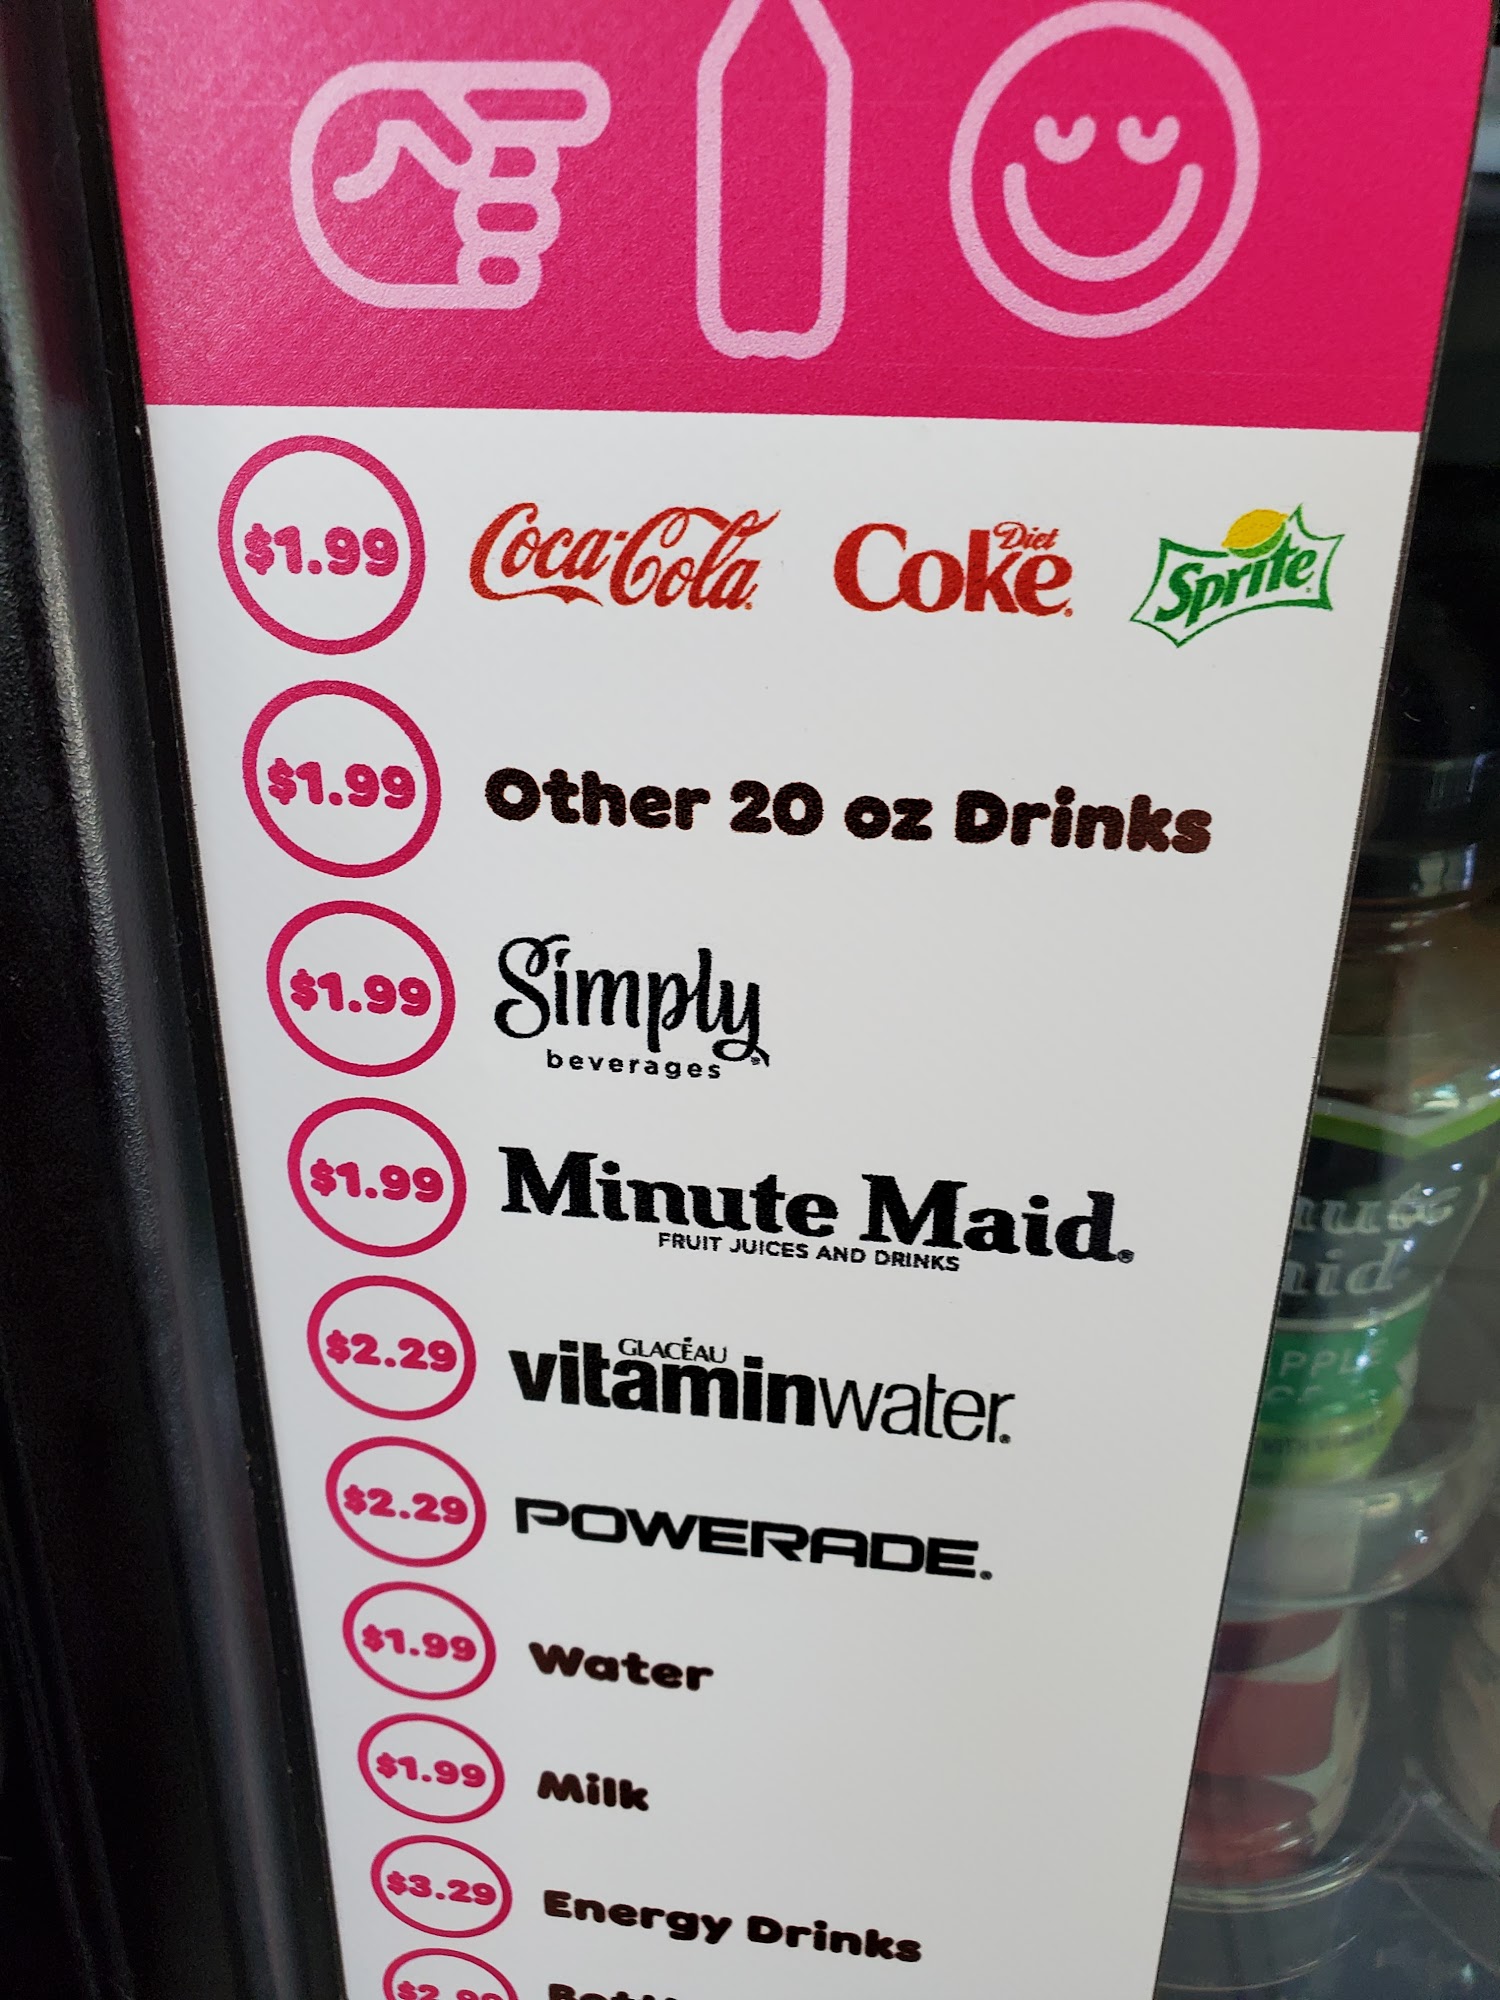 $1.99 Coca-Cola Diet Coke Sprite
$1.99 Other 20 oz Drinks
$1.99 Simply
beverages
$1.99 Minute Maid®
FRUIT JUICES AND DRINKS
GLACÉAU
$2.29 vitaminwater®
$2.29 POWERADE®
$1.99 Water
$1.99 Milk
$3.29 Energy Drinks
$2.99